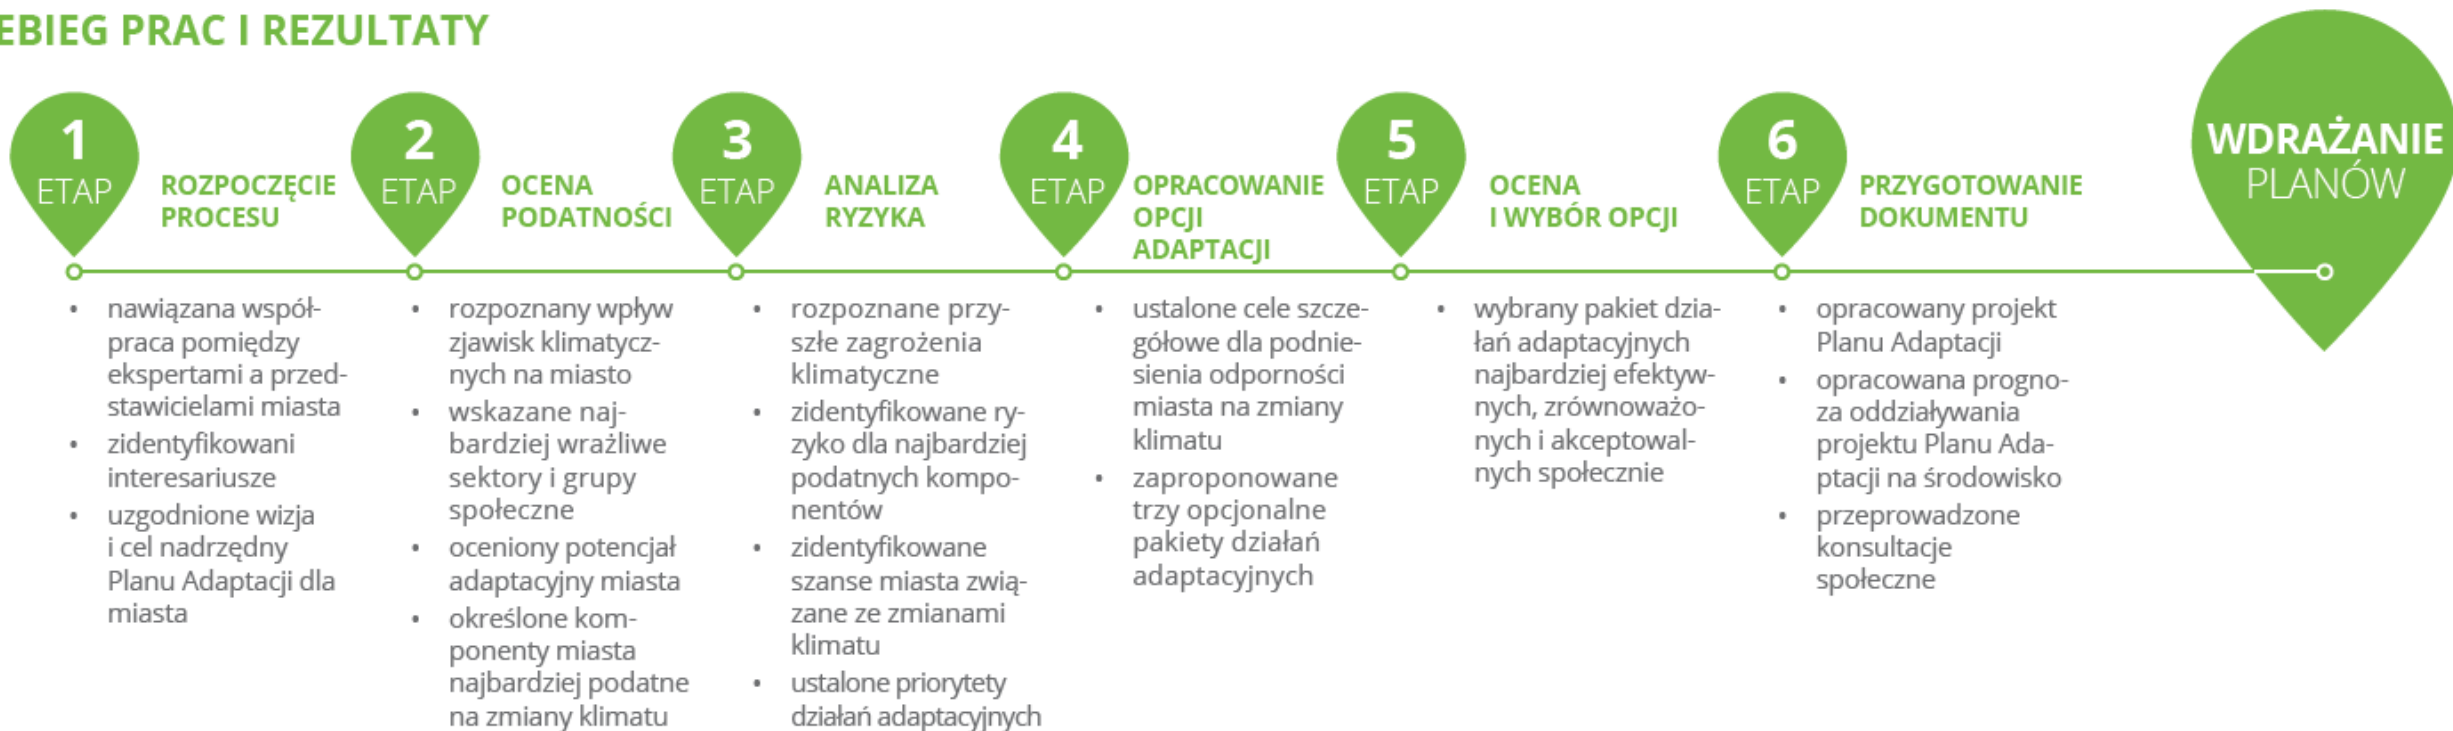 EBIEG PRAC I REZULTATY
1
ETAP
ROZPOCZĘCIE
PROCESU
• nawiązana współ-
praca pomiędzy
ekspertami a przed-
stawicielami miasta
• zidentyfikowani
interesariusze
• uzgodnione wizja
i cel nadrzędny
Planu Adaptacji dla
miasta
2
ETAP
OCENA
PODATNOŚCI
• rozpoznany wpływ
zjawisk klimatycz-
nych na miasto
• wskazane naj-
bardziej wrażliwe
sektory i grupy
społeczne
• oceniony potencjał
adaptacyjny miasta
• określone kom-
ponenty miasta
najbardziej podatne
na zmiany klimatu
3
ETAP
ANALIZA
RYZYKA
• rozpoznane przy-
szłe zagrożenia
klimatyczne
• zidentyfikowane ry-
zyko dla najbardziej
podatnych kompo-
nentów
• zidentyfikowane
szanse miasta zwią-
zane ze zmianami
klimatu
• ustalone priorytety
działań adaptacyjnych
4
ETAP
OPRACOWANIE
OPCJI
ADAPTACJI
• ustalone cele szcze-
gółowe dla podnie-
sienia odporności
miasta na zmiany
klimatu
• zaproponowane
trzy opcjonalne
pakiety działań
adaptacyjnych
5
ETAP
OCENA
I WYBÓR OPCJI
• wybrany pakiet dzia-
łań adaptacyjnych
najbardziej efektyw-
nych, zrównoważo-
nych i akceptowal-
nych społecznie
6
ETAP
PRZYGOTOWANIE
DOKUMENTU
• opracowany projekt
Planu Adaptacji
• opracowana progno-
za oddziaływania
projektu Planu Ada-
ptacji na środowisko
• przeprowadzone
konsultacje
społeczne
WDRAŻANIE
PLANÓW